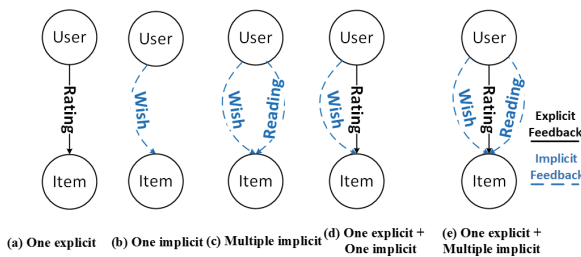 User
User
User
User
User
Rating
Wish
Wish
Reading
Wish
Rating
Wish
Rating
Reading
Explicit
Feedback
Implicit
Feedback
Item
Item
Item
Item
Item
(a) One explicit
(b) One implicit
(c) Multiple implicit
(d) One explicit +
One implicit
(e) One explicit +
Multiple implicit